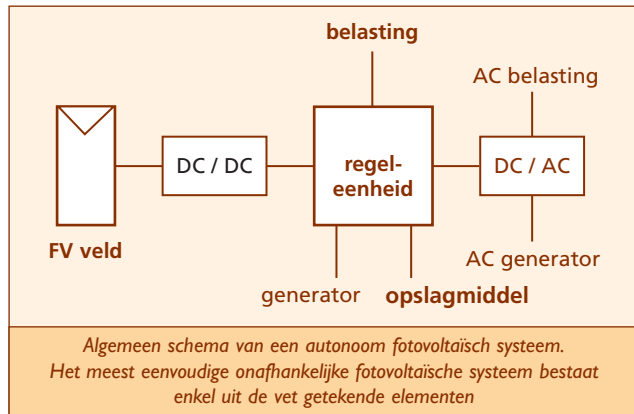 belasting
AC belasting
DC / DC
regel-
eenheid
DC / AC
FV veld
AC generator
generator
opslagmiddel
Algemeen schema van een autonoom fotovoltaïsch systeem.
Het meest eenvoudige onafhankelijke fotovoltaïsche systeem bestaat
enkel uit de vet getekende elementen